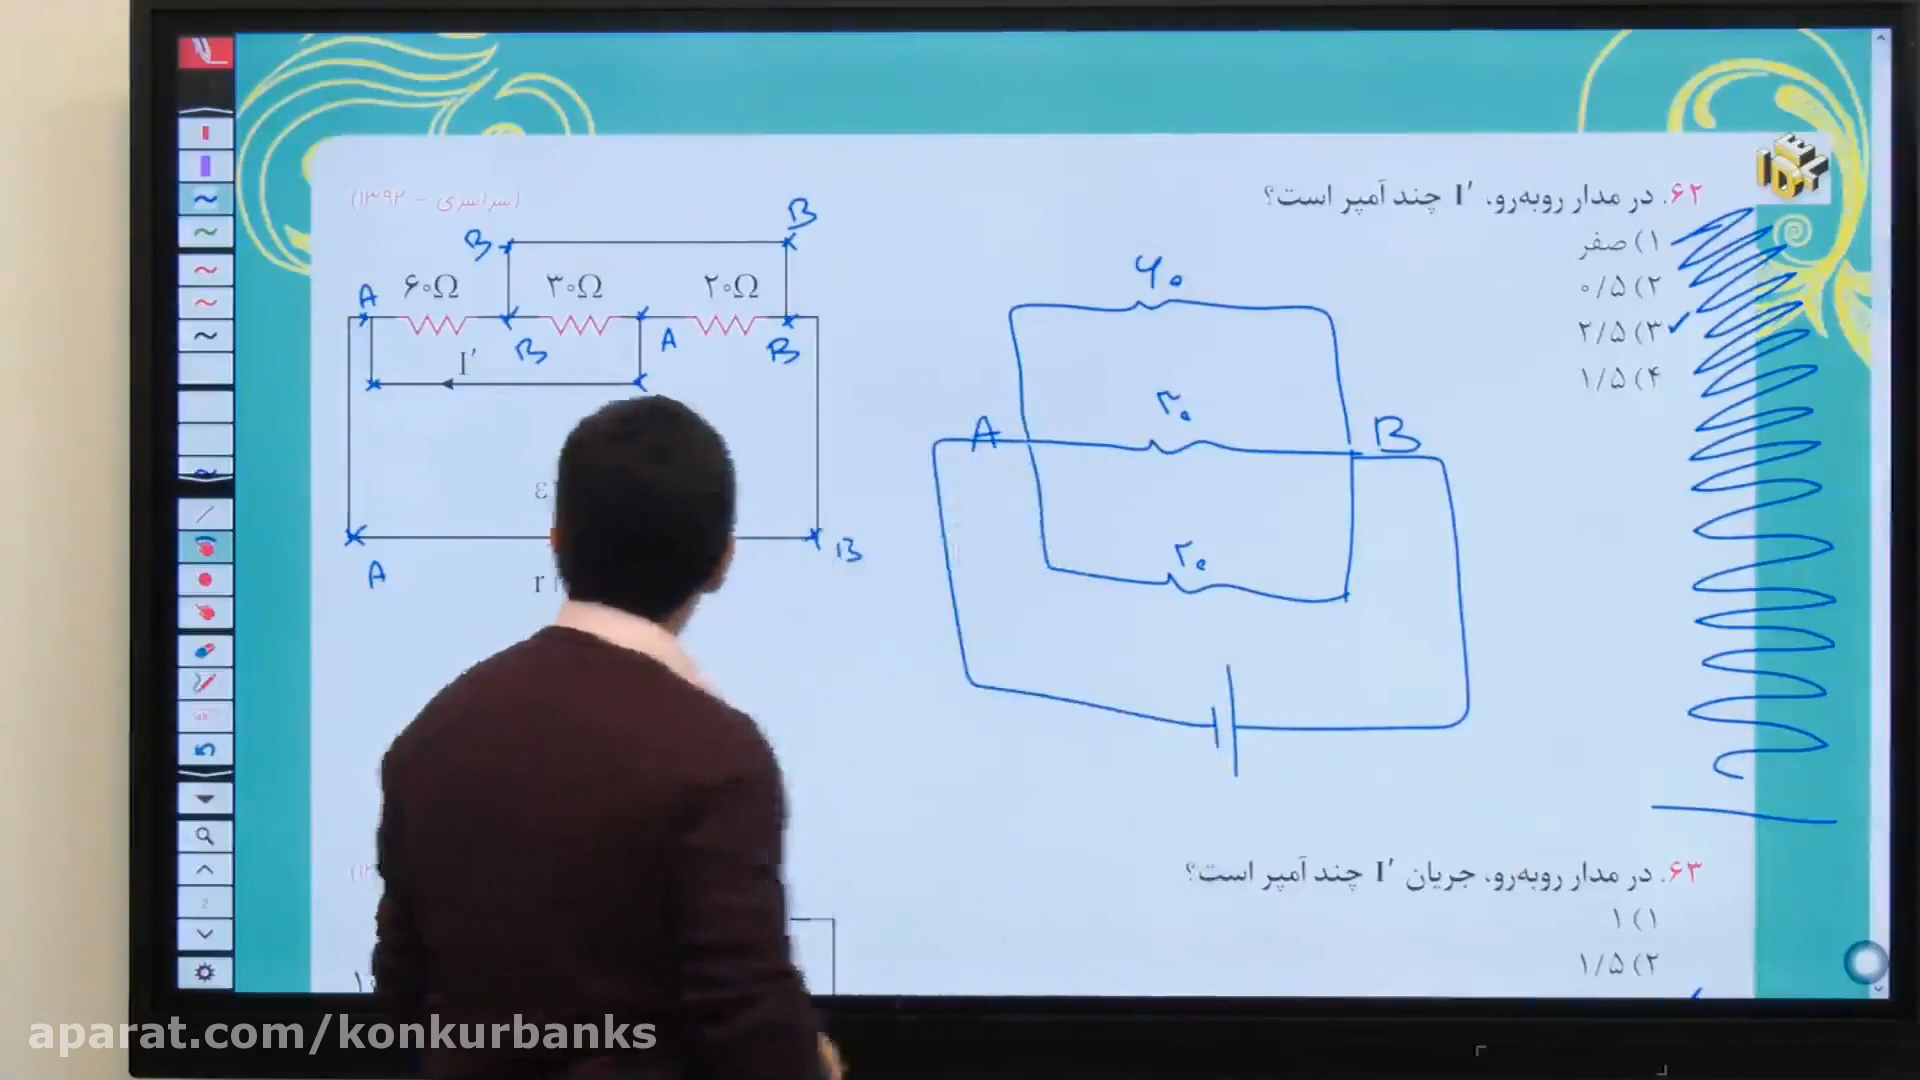 ۶۲. در مدار روبه‌رو، I′ چند آمپر است؟
(سراسری - ۱۳۹۲)
۱) صفر
۲) ۰/۵
۳) ۲/۵
۴) ۱/۵
B
B
A
۶۰Ω
۳۰Ω
۲۰Ω
B
A
B
I′
ε
A
B
r
۶۰
A
B
۳۰
۲۰
۶۳. در مدار روبه‌رو، جریان I′ چند آمپر است؟
۱) ۱
۲) ۱/۵
aparat.com/konkurbanks